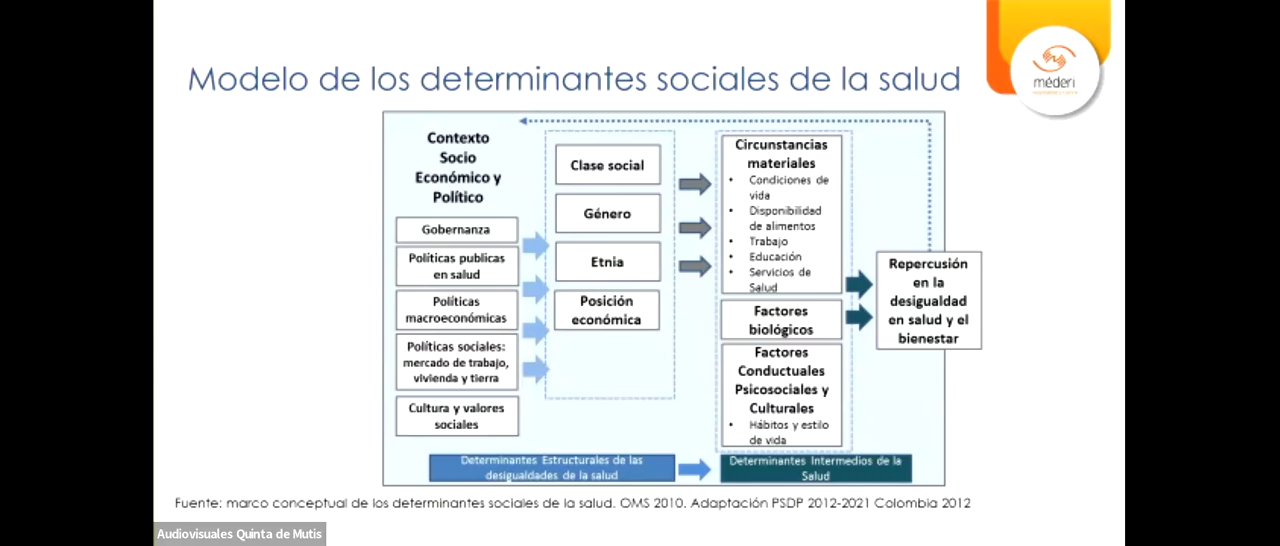 Modelo de los determinantes sociales de la salud
méderi
Contexto
Socio
Económico y
Político
Gobernanza
Políticas publicas
en salud
Políticas
macroeconómicas
Políticas sociales:
mercado de trabajo,
vivienda y tierra
Cultura y valores
sociales
Clase social
Género
Etnia
Posición
económica
Circunstancias
materiales
• Condiciones de
vida
• Disponibilidad
de alimentos
• Trabajo
• Educación
• Servicios de
Salud
Factores
biológicos
Factores
Conductuales
Psicosociales y
Culturales
• Hábitos y estilo
de vida
Repercusión
en la
desigualdad
en salud y el
bienestar
Determinantes Estructurales de las
desigualdades de la salud
Determinantes Intermedios de la
Salud
Fuente: marco conceptual de los determinantes sociales de la salud. OMS 2010. Adaptación PSDP 2012-2021 Colombia 2012
Audiovisuales Quinta de Mutis